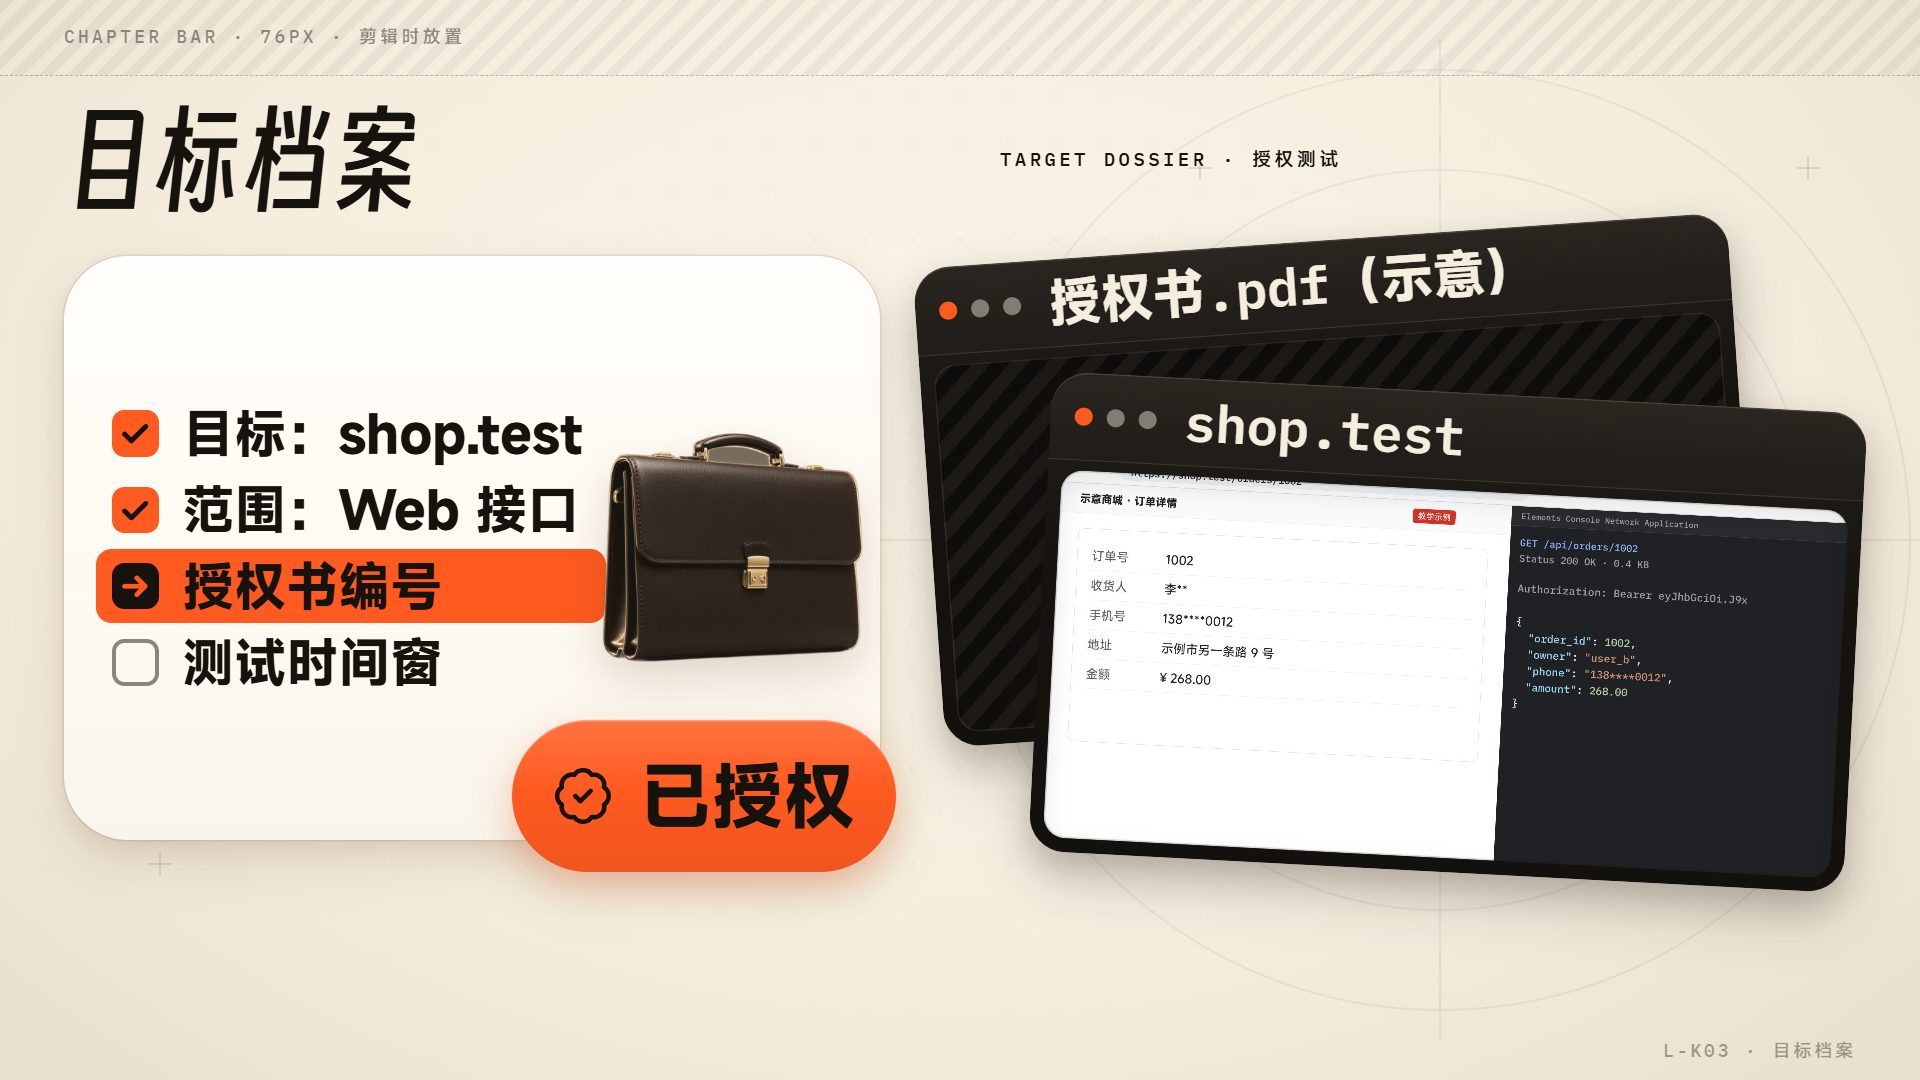 CHAPTER BAR · 76PX · 剪辑时放置
目标档案
TARGET DOSSIER · 授权测试
目标：shop.test
范围：Web 接口
授权书编号
测试时间窗
已授权
授权书.pdf（示意）
shop.test
https://shop.test/orders/1002
示意商城 · 订单详情
教学示例
订单号 1002
收货人 李**
手机号 138****0012
地址 示例市另一条路 9 号
金额 ¥ 268.00
Elements Console Network Application
GET /api/orders/1002
Status 200 OK · 0.4 KB
Authorization: Bearer eyJhbGciOi.J9x
{
"order_id": 1002,
"owner": "user_b",
"phone": "138****0012",
"amount": 268.00
}
L-K03 · 目标档案